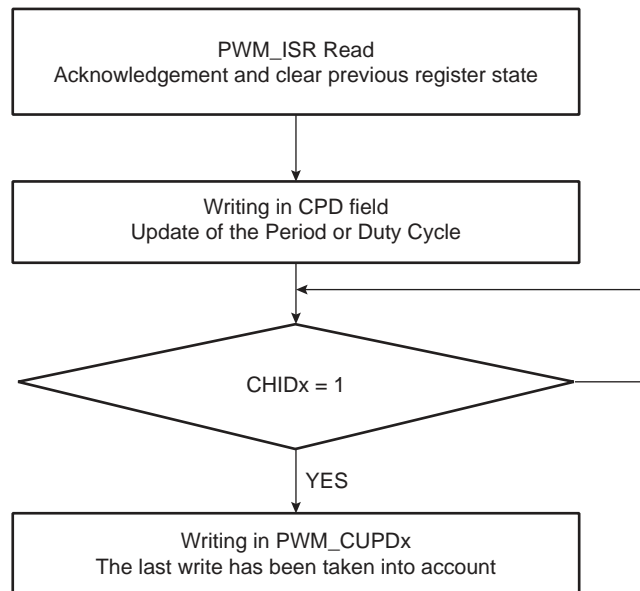 PWM_ISR Read
Acknowledgement and clear previous register state
Writing in CPD field
Update of the Period or Duty Cycle
CHIDx = 1
YES
Writing in PWM_CUPDx
The last write has been taken into account